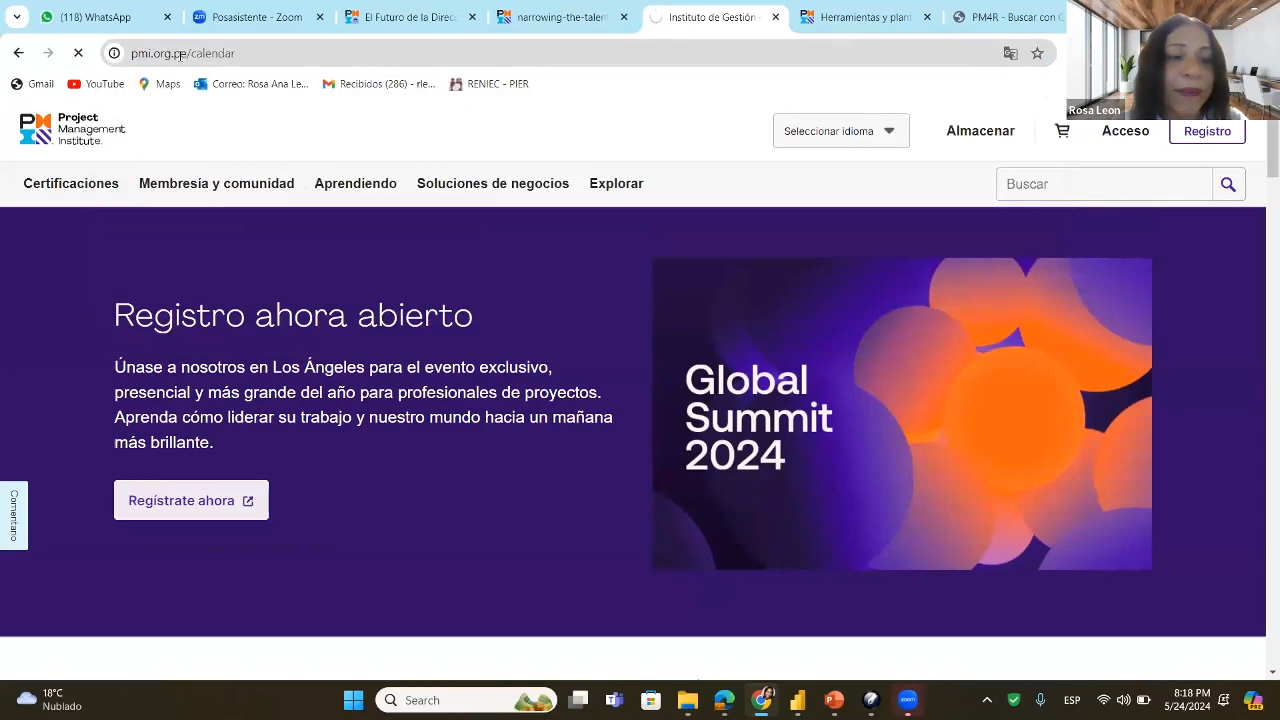 (118) WhatsApp
Posasistente - Zoom
El Futuro de la Direcc
narrowing-the-talent
Instituto de Gestión d
Herramientas y plant
PM4R - Buscar con G
pmi.org.pe/calendar
Gmail
YouTube
Maps
Correo: Rosa Ana Le...
Recibidos (286) - rle...
RENIEC - PIER
Rosa Leon
Project
Management
Institute.
Seleccionar idioma
Almacenar
Acceso
Registro
Certificaciones
Membresía y comunidad
Aprendiendo
Soluciones de negocios
Explorar
Buscar
Registro ahora abierto
Únase a nosotros en Los Ángeles para el evento exclusivo,
presencial y más grande del año para profesionales de proyectos.
Aprenda cómo liderar su trabajo y nuestro mundo hacia un mañana
más brillante.
Regístrate ahora
Global
Summit
2024
Comentario
18°C
Nublado
Search
ESP
8:18 PM
5/24/2024